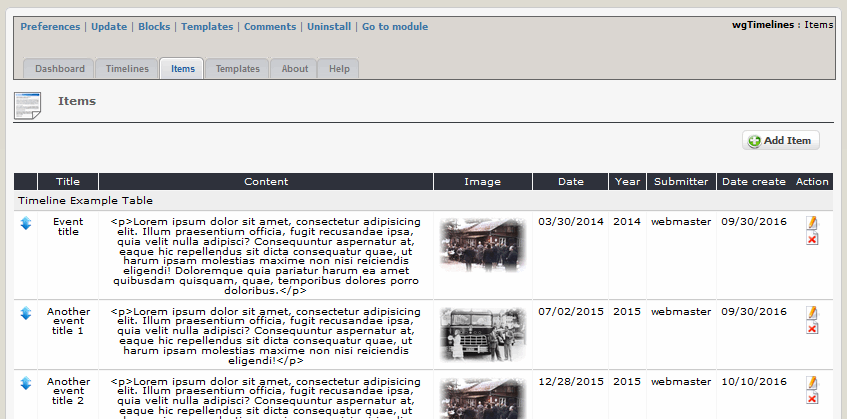 Preferences | Update | Blocks | Templates | Comments | Uninstall | Go to module
wgTimelines : Items
Dashboard Timelines Items Templates About Help
Items
Add Item
Title Content Image Date Year Submitter Date create Action
Timeline Example Table
Event title
<p>Lorem ipsum dolor sit amet, consectetur adipisicing
elit. Illum praesentium officia, fugit recusandae ipsa,
quia velit nulla adipisci? Consequuntur aspernatur at,
eaque hic repellendus sit dicta consequatur quae, ut
harum ipsam molestias maxime non nisi reiciendis
eligendi! Doloremque quia pariatur harum ea amet
quibusdam quisquam, quae, temporibus dolores porro
doloribus.</p>
03/30/2014 2014 webmaster 09/30/2016
Another
event
title 1
<p>Lorem ipsum dolor sit amet, consectetur adipisicing
elit. Illum praesentium officia, fugit recusandae ipsa,
quia velit nulla adipisci? Consequuntur aspernatur at,
eaque hic repellendus sit dicta consequatur quae, ut
harum ipsam molestias maxime non nisi reiciendis
eligendi!</p>
07/02/2015 2015 webmaster 09/30/2016
Another
event
title 2
<p>Lorem ipsum dolor sit amet, consectetur adipisicing
elit. Illum praesentium officia, fugit recusandae ipsa,
quia velit nulla adipisci? Consequuntur aspernatur at,
eaque hic repellendus sit dicta consequatur quae, ut
12/28/2015 2015 webmaster 10/10/2016